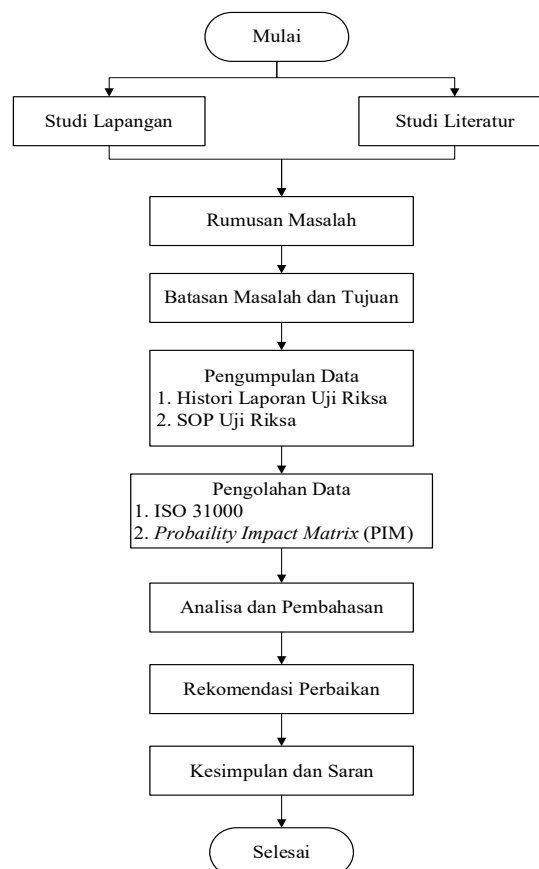 Mulai
Studi Lapangan
Studi Literatur
Rumusan Masalah
Batasan Masalah dan Tujuan
Pengumpulan Data
1. Histori Laporan Uji Riksa
2. SOP Uji Riksa
Pengolahan Data
1. ISO 31000
2. Probaility Impact Matrix (PIM)
Analisa dan Pembahasan
Rekomendasi Perbaikan
Kesimpulan dan Saran
Selesai